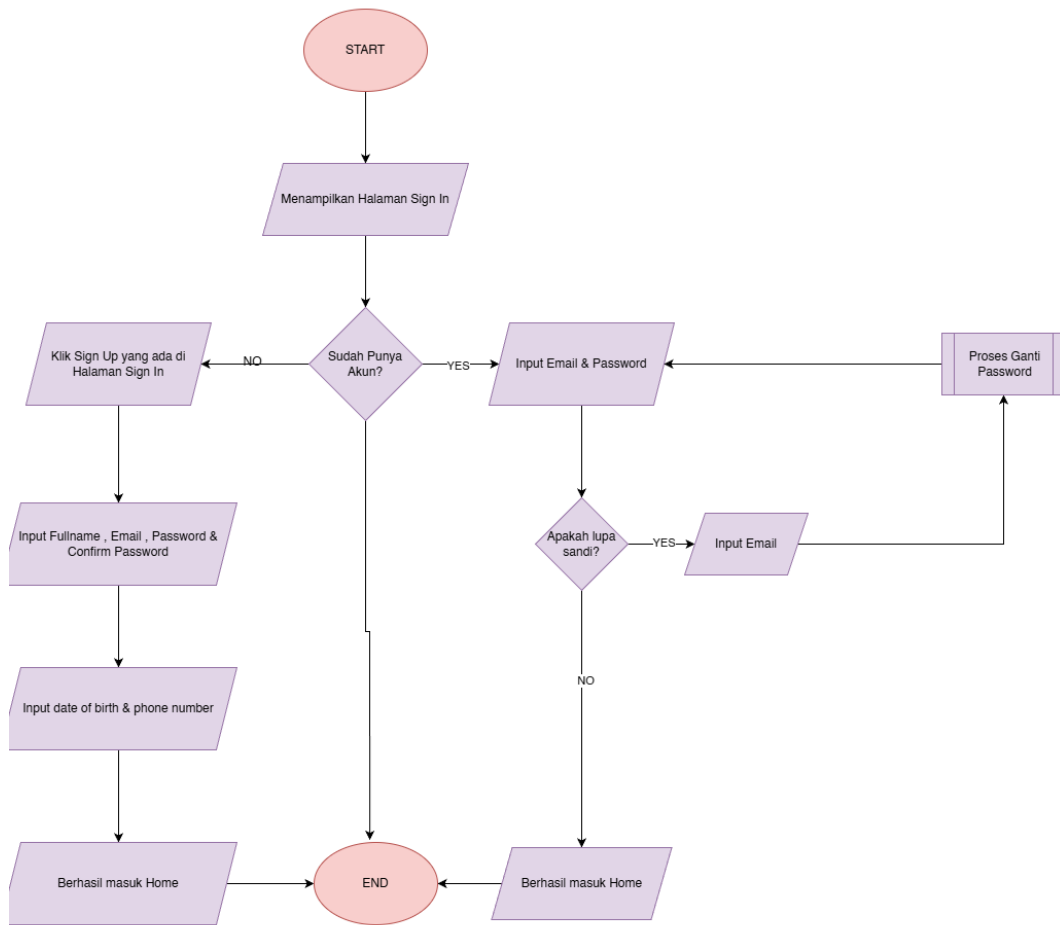 START
Menampilkan Halaman Sign In
Klik Sign Up yang ada di
Halaman Sign In
NO
Sudah Punya
Akun?
YES
Input Email & Password
Proses Ganti
Password
Input Fullname , Email , Password &
Confirm Password
Apakah lupa
sandi?
YES
Input Email
NO
Input date of birth & phone number
Berhasil masuk Home
END
Berhasil masuk Home